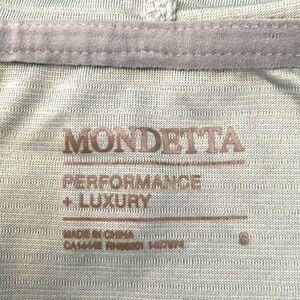 MONDETTA
PERFORMANCE
+ LUXURY
MADE IN CHINA
S